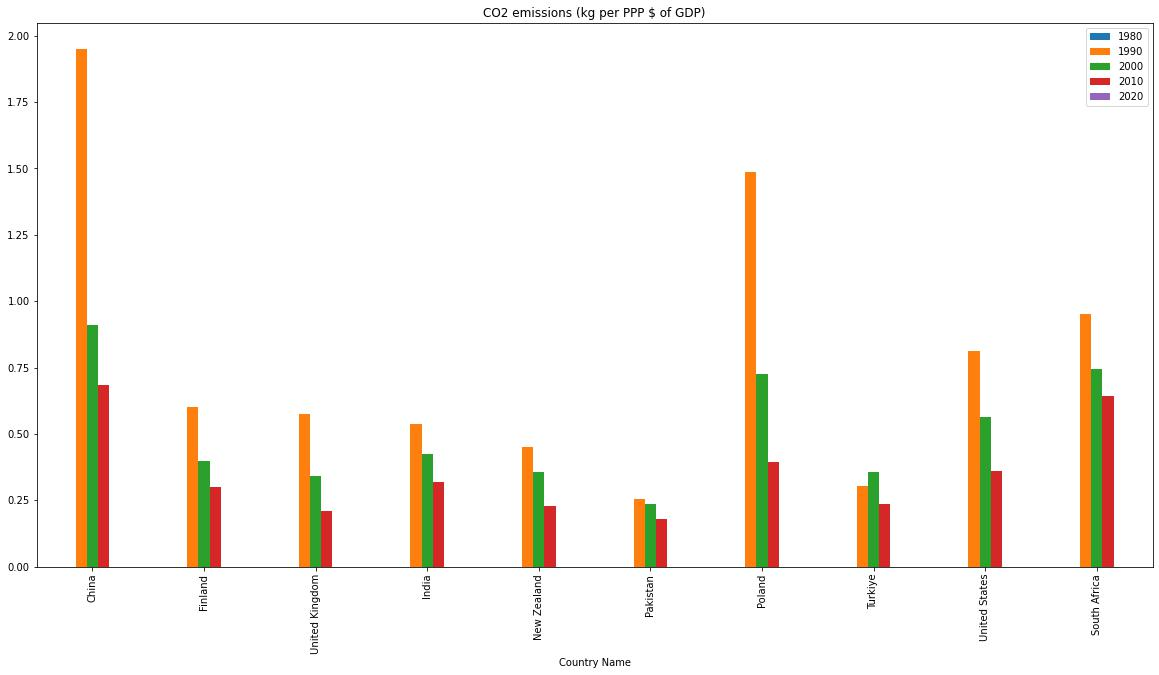 CO2 emissions (kg per PPP $ of GDP)
2.00
1.75
1.50
1.25
1.00
0.75
0.50
0.25
0.00
1980
1990
2000
2010
2020
China
Finland
United Kingdom
India
New Zealand
Pakistan
Poland
Turkiye
United States
South Africa
Country Name